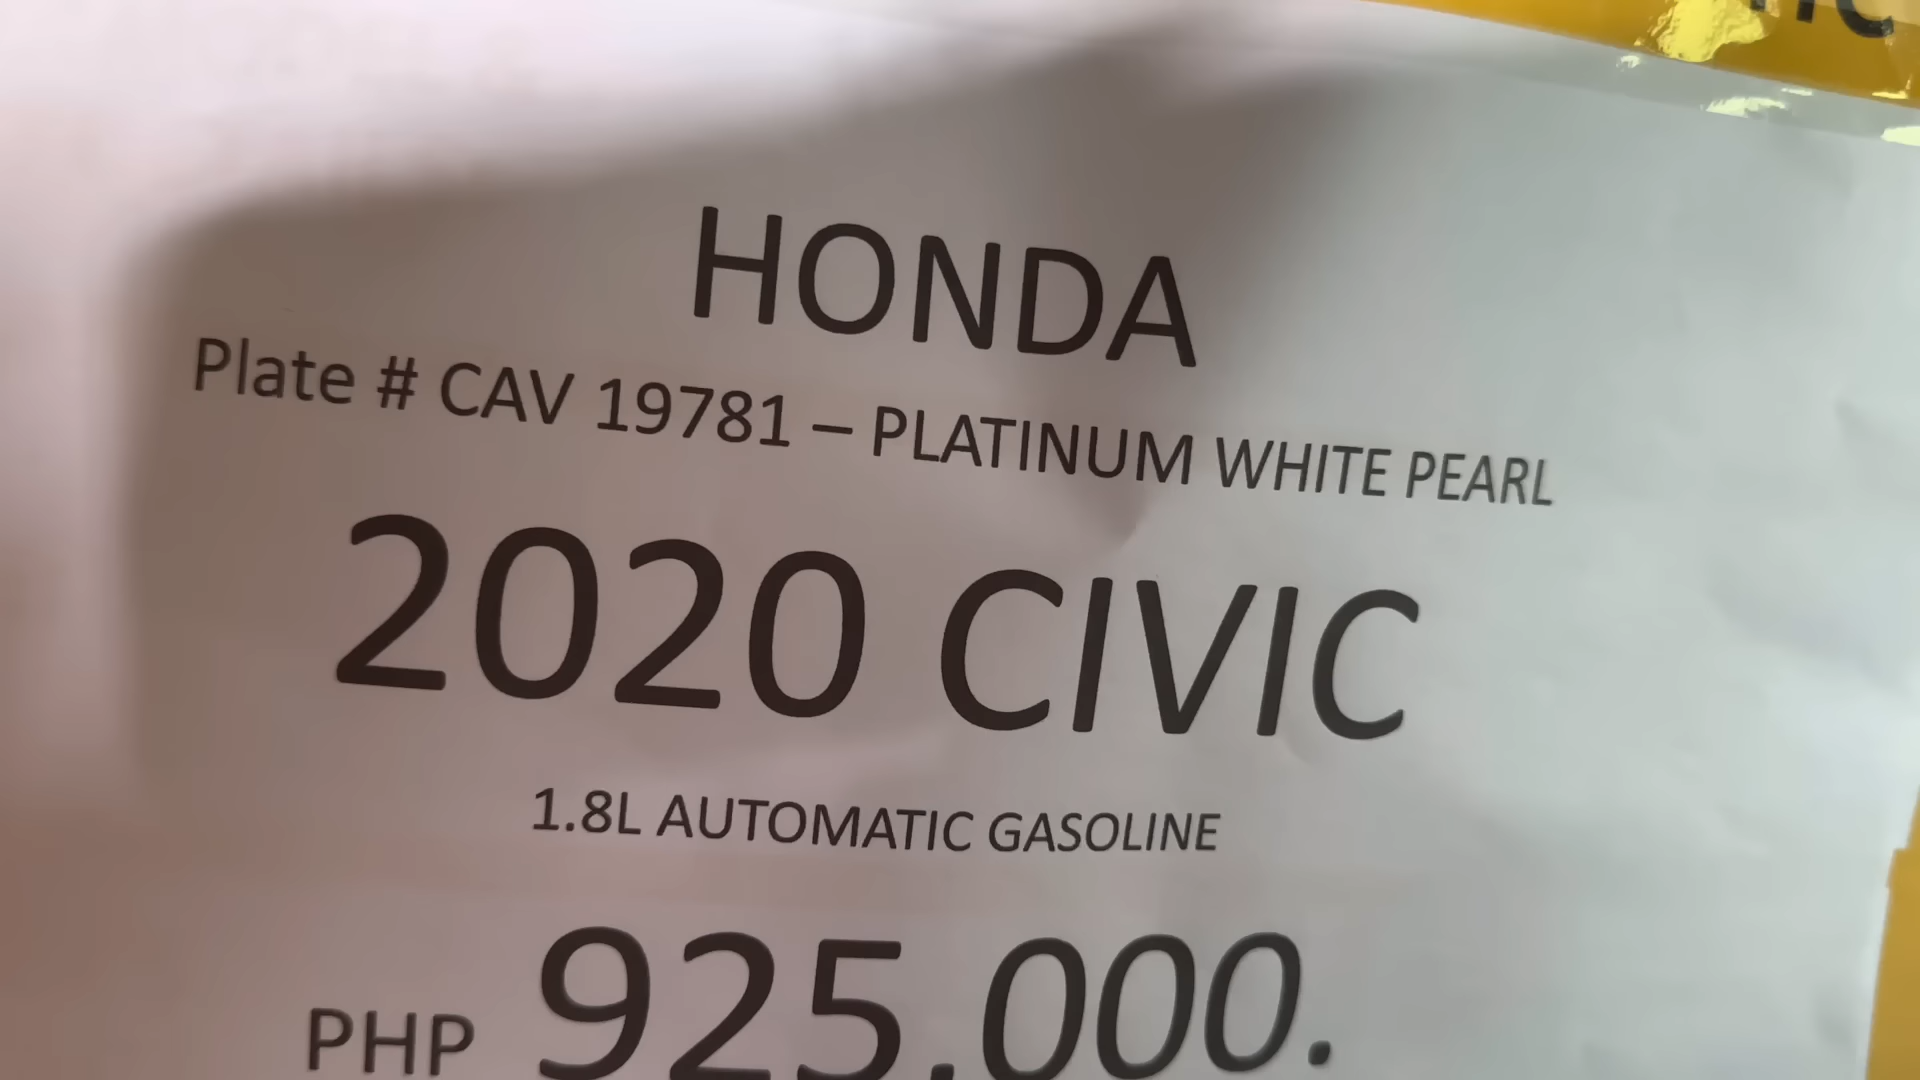 HONDA
Plate # CAV 19781 – PLATINUM WHITE PEARL
2020 CIVIC
1.8L AUTOMATIC GASOLINE
PHP 925,000.